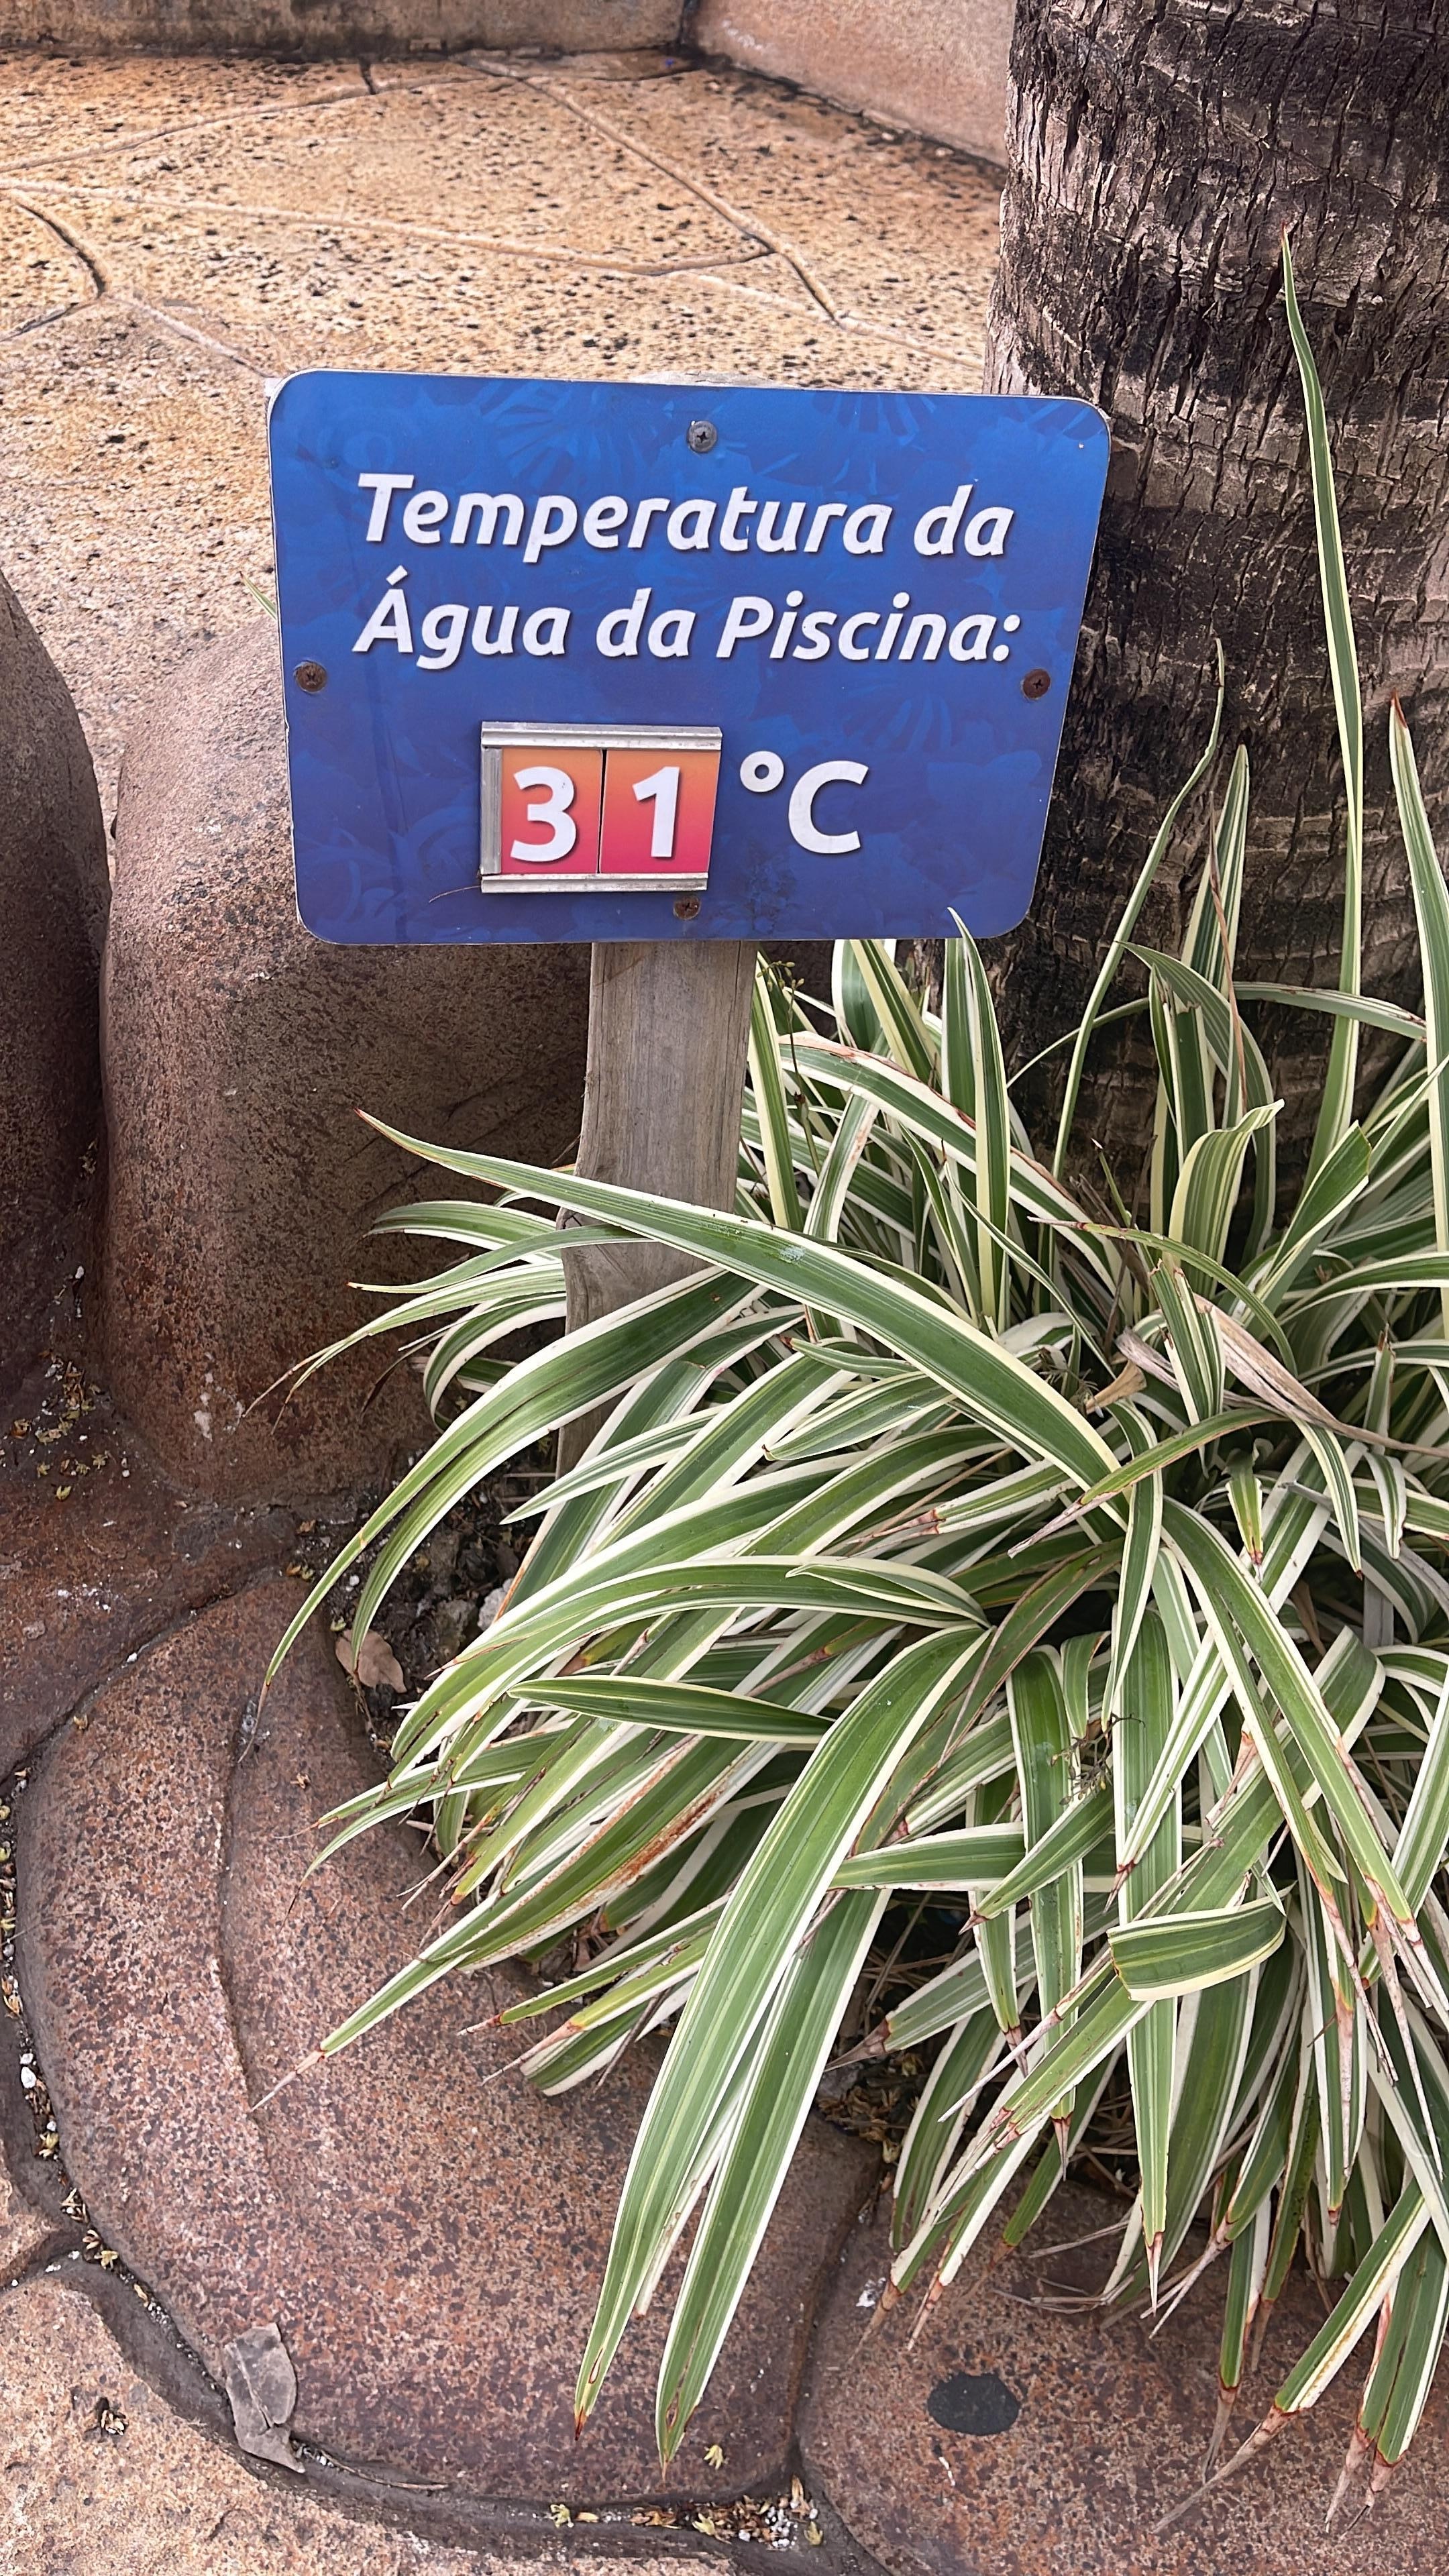 Temperatura da
Água da Piscina:
31 °C